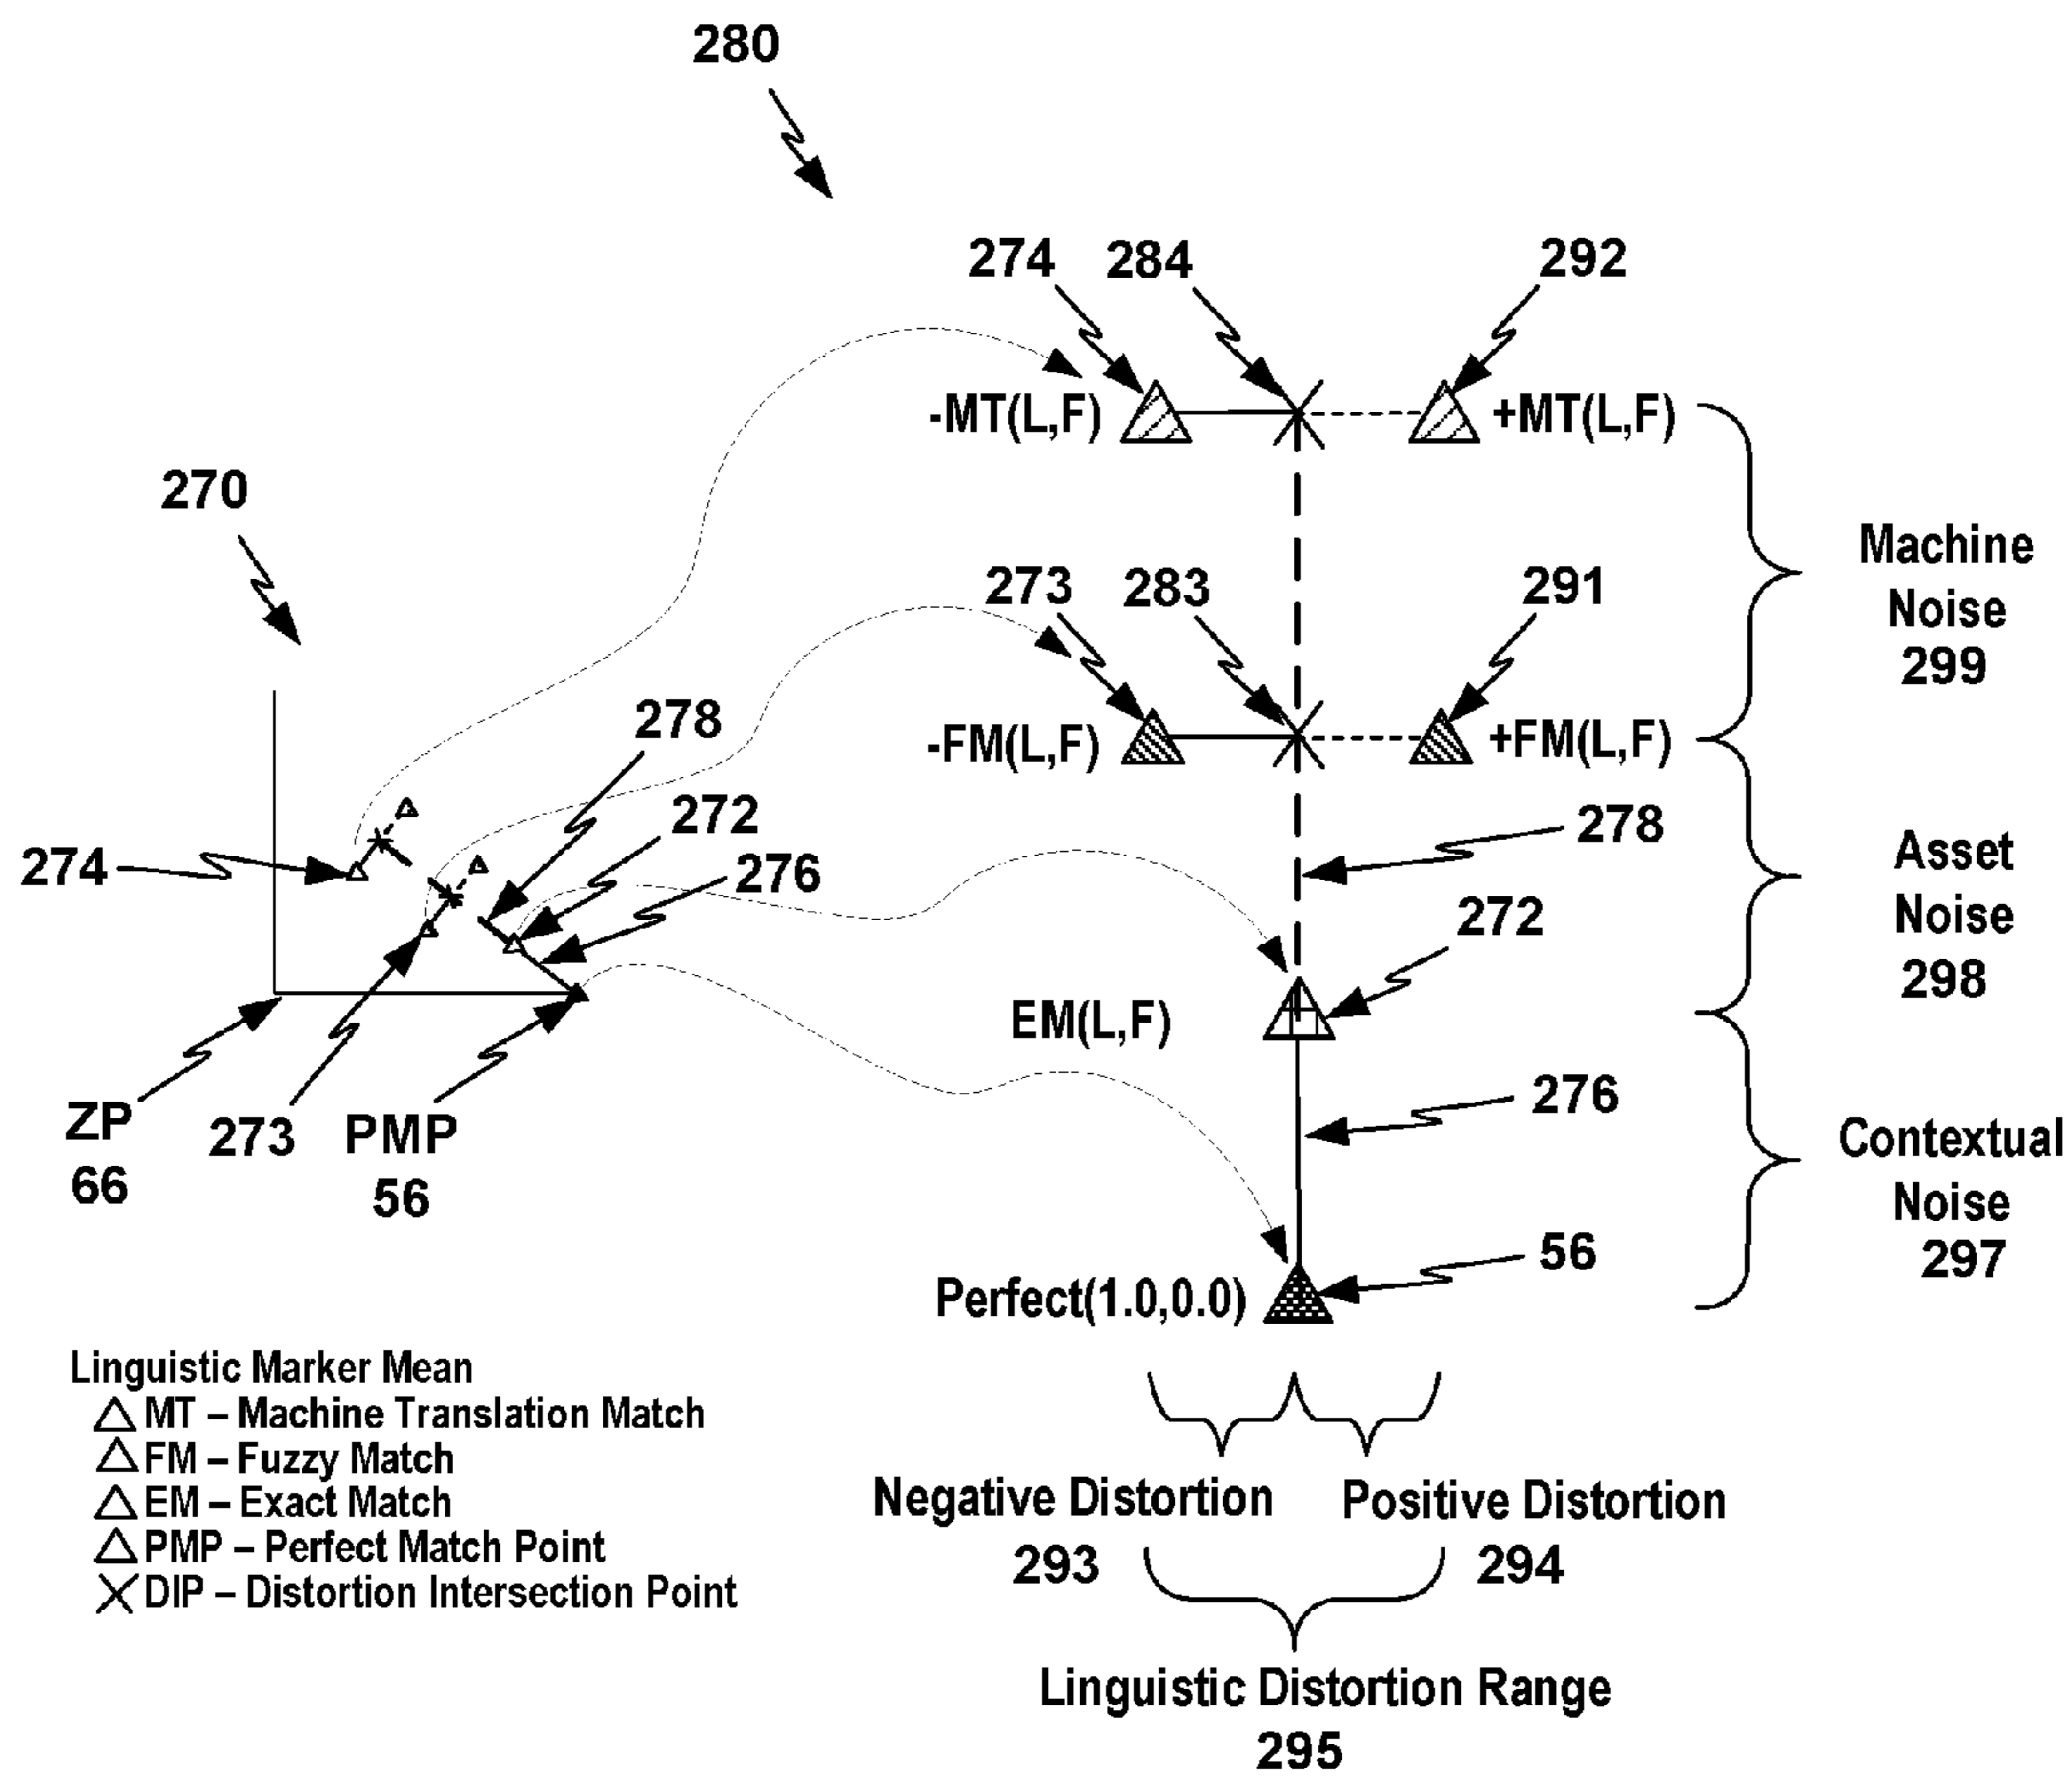 280
274 284 292
-MT(L,F) +MT(L,F)
270
Machine
Noise
299
273 283 291
-FM(L,F) +FM(L,F)
278
272
276
274
278
Asset
Noise
298
272
EM(L,F)
ZP
66
273
PMP
56
276
Contextual
Noise
297
56
Perfect(1.0,0.0)
Linguistic Marker Mean
MT – Machine Translation Match
FM – Fuzzy Match
EM – Exact Match
PMP – Perfect Match Point
DIP – Distortion Intersection Point
Negative Distortion
293
Positive Distortion
294
Linguistic Distortion Range
295